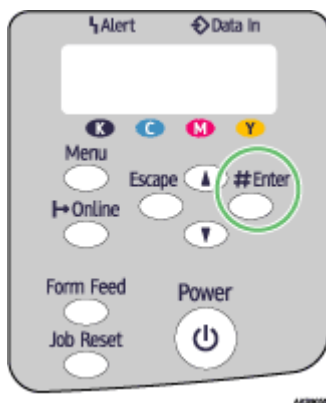 Alert Data In
K C M Y
Menu
Escape #Enter
Online
Form Feed Power
Job Reset